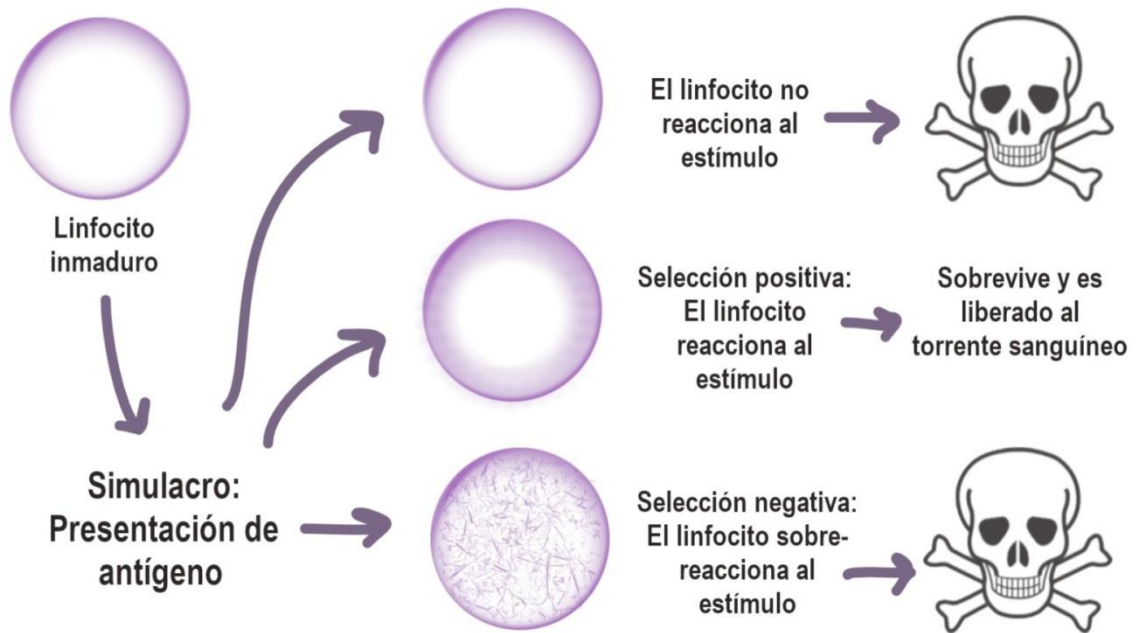 Linfocito
inmaduro
Simulacro:
Presentación de
antígeno
El linfocito no
reacciona al
estímulo
Selección positiva:
El linfocito
reacciona al
estímulo
Sobrevive y es
liberado al
torrente sanguíneo
Selección negativa:
El linfocito sobre-
reacciona al
estímulo